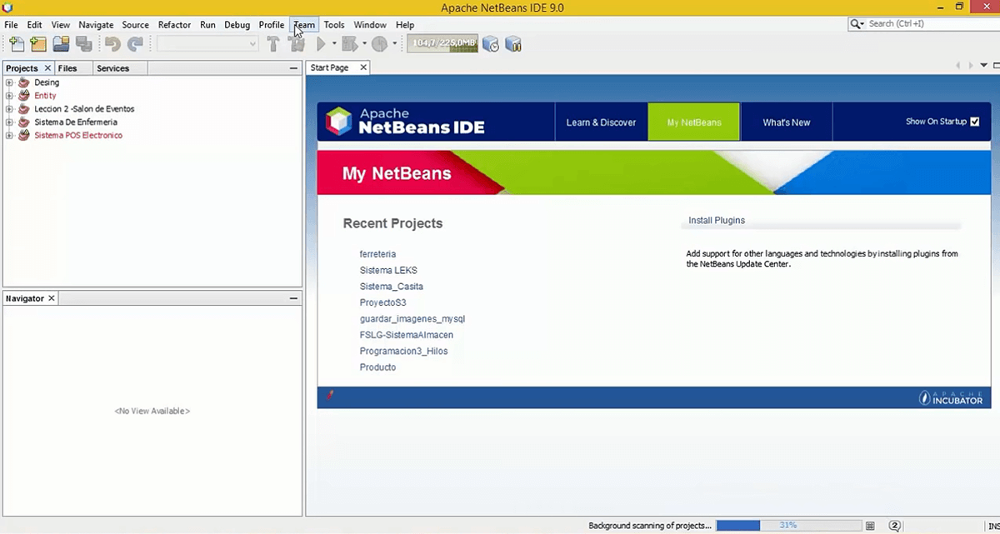 Apache NetBeans IDE 9.0
File Edit View Navigate Source Refactor Run Debug Profile Team Tools Window Help
Search (Ctrl+I)
104,7/225,0MB
Projects Files Services
Desing
Entity
Leccion 2 -Salon de Eventos
Sistema De Enfermeria
Sistema POS Electronico
Navigator
<No View Available>
Start Page
Apache
NetBeans IDE
Learn & Discover
My NetBeans
What's New
Show On Startup
My NetBeans
Recent Projects
ferreteria
Sistema LEKS
Sistema_Casita
ProyectoS3
guardar_imagenes_mysql
FSLG-SistemaAlmacen
Programacion3_Hilos
Producto
Install Plugins
Add support for other languages and technologies by installing plugins from
the NetBeans Update Center.
APACHE
INCUBATOR
Background scanning of projects... 31% 2 INS